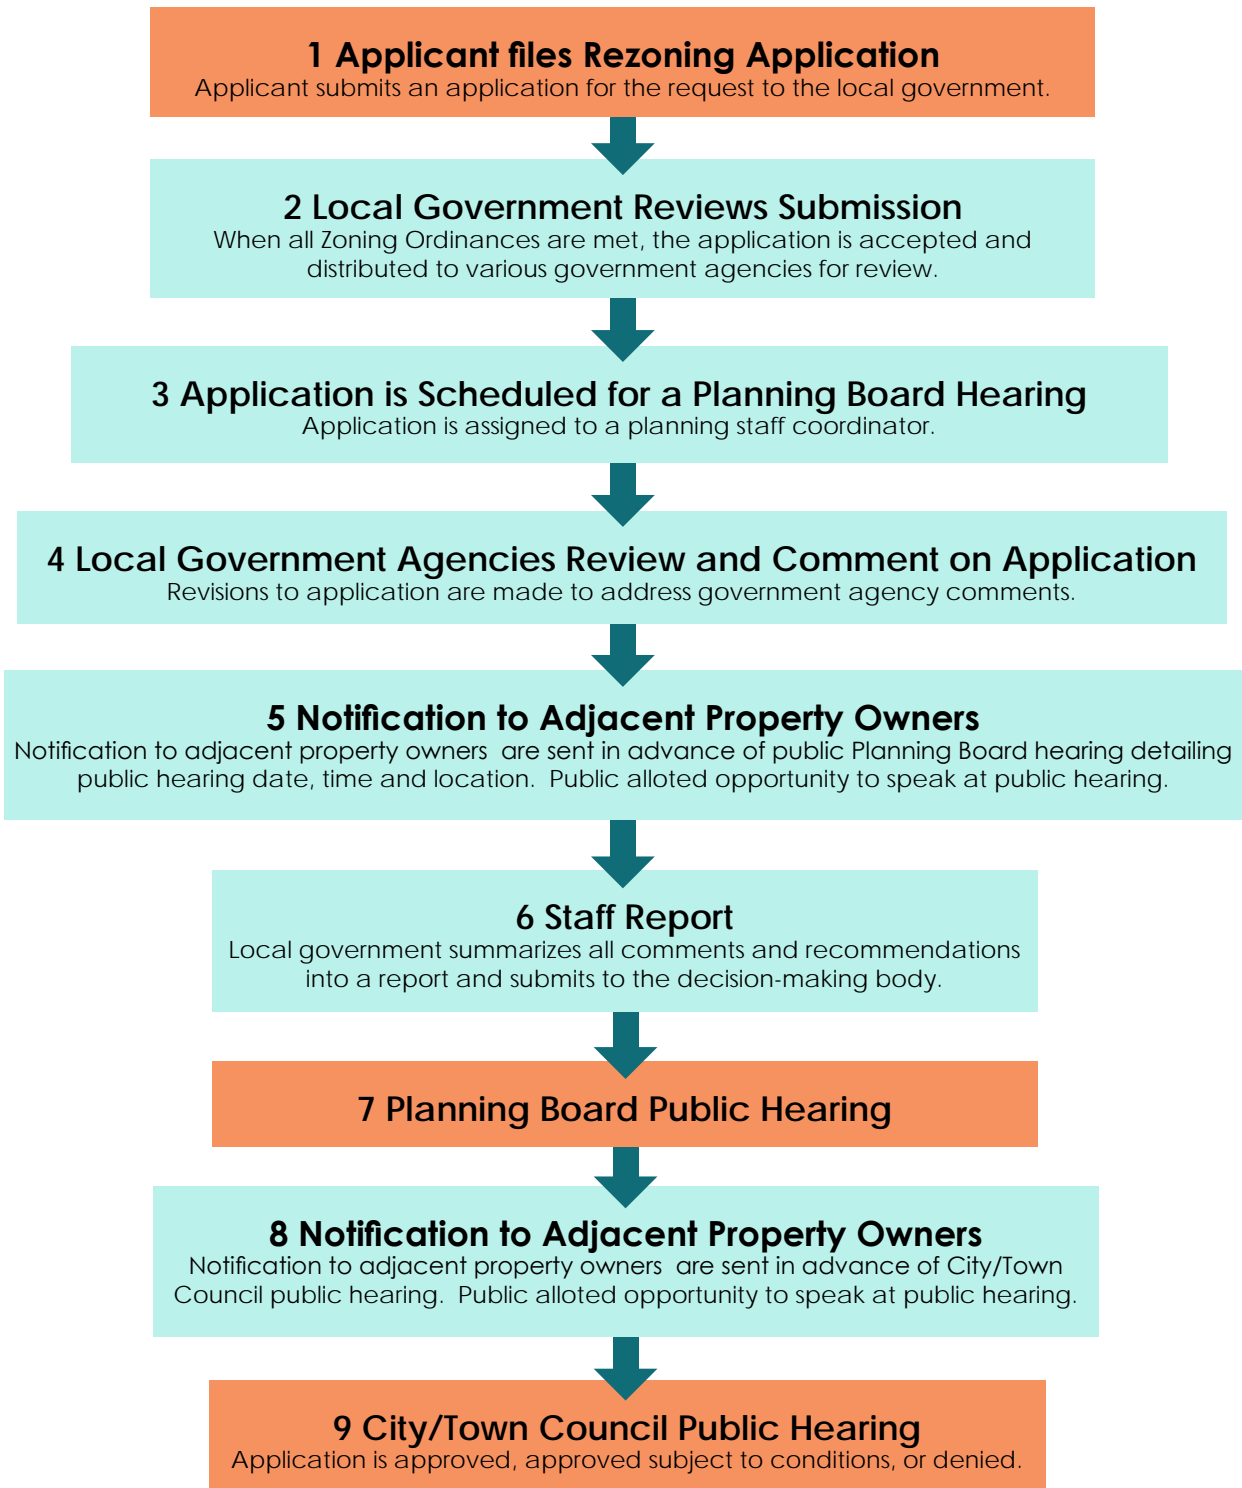 1 Applicant files Rezoning Application
Applicant submits an application for the request to the local government.
2 Local Government Reviews Submission
When all Zoning Ordinances are met, the application is accepted and
distributed to various government agencies for review.
3 Application is Scheduled for a Planning Board Hearing
Application is assigned to a planning staff coordinator.
4 Local Government Agencies Review and Comment on Application
Revisions to application are made to address government agency comments.
5 Notification to Adjacent Property Owners
Notification to adjacent property owners  are sent in advance of public Planning Board hearing detailing
public hearing date, time and location.  Public alloted opportunity to speak at public hearing.
6 Staff Report
Local government summarizes all comments and recommendations
into a report and submits to the decision-making body.
7 Planning Board Public Hearing
8 Notification to Adjacent Property Owners
Notification to adjacent property owners  are sent in advance of City/Town
Council public hearing.  Public alloted opportunity to speak at public hearing.
9 City/Town Council Public Hearing
Application is approved, approved subject to conditions, or denied.